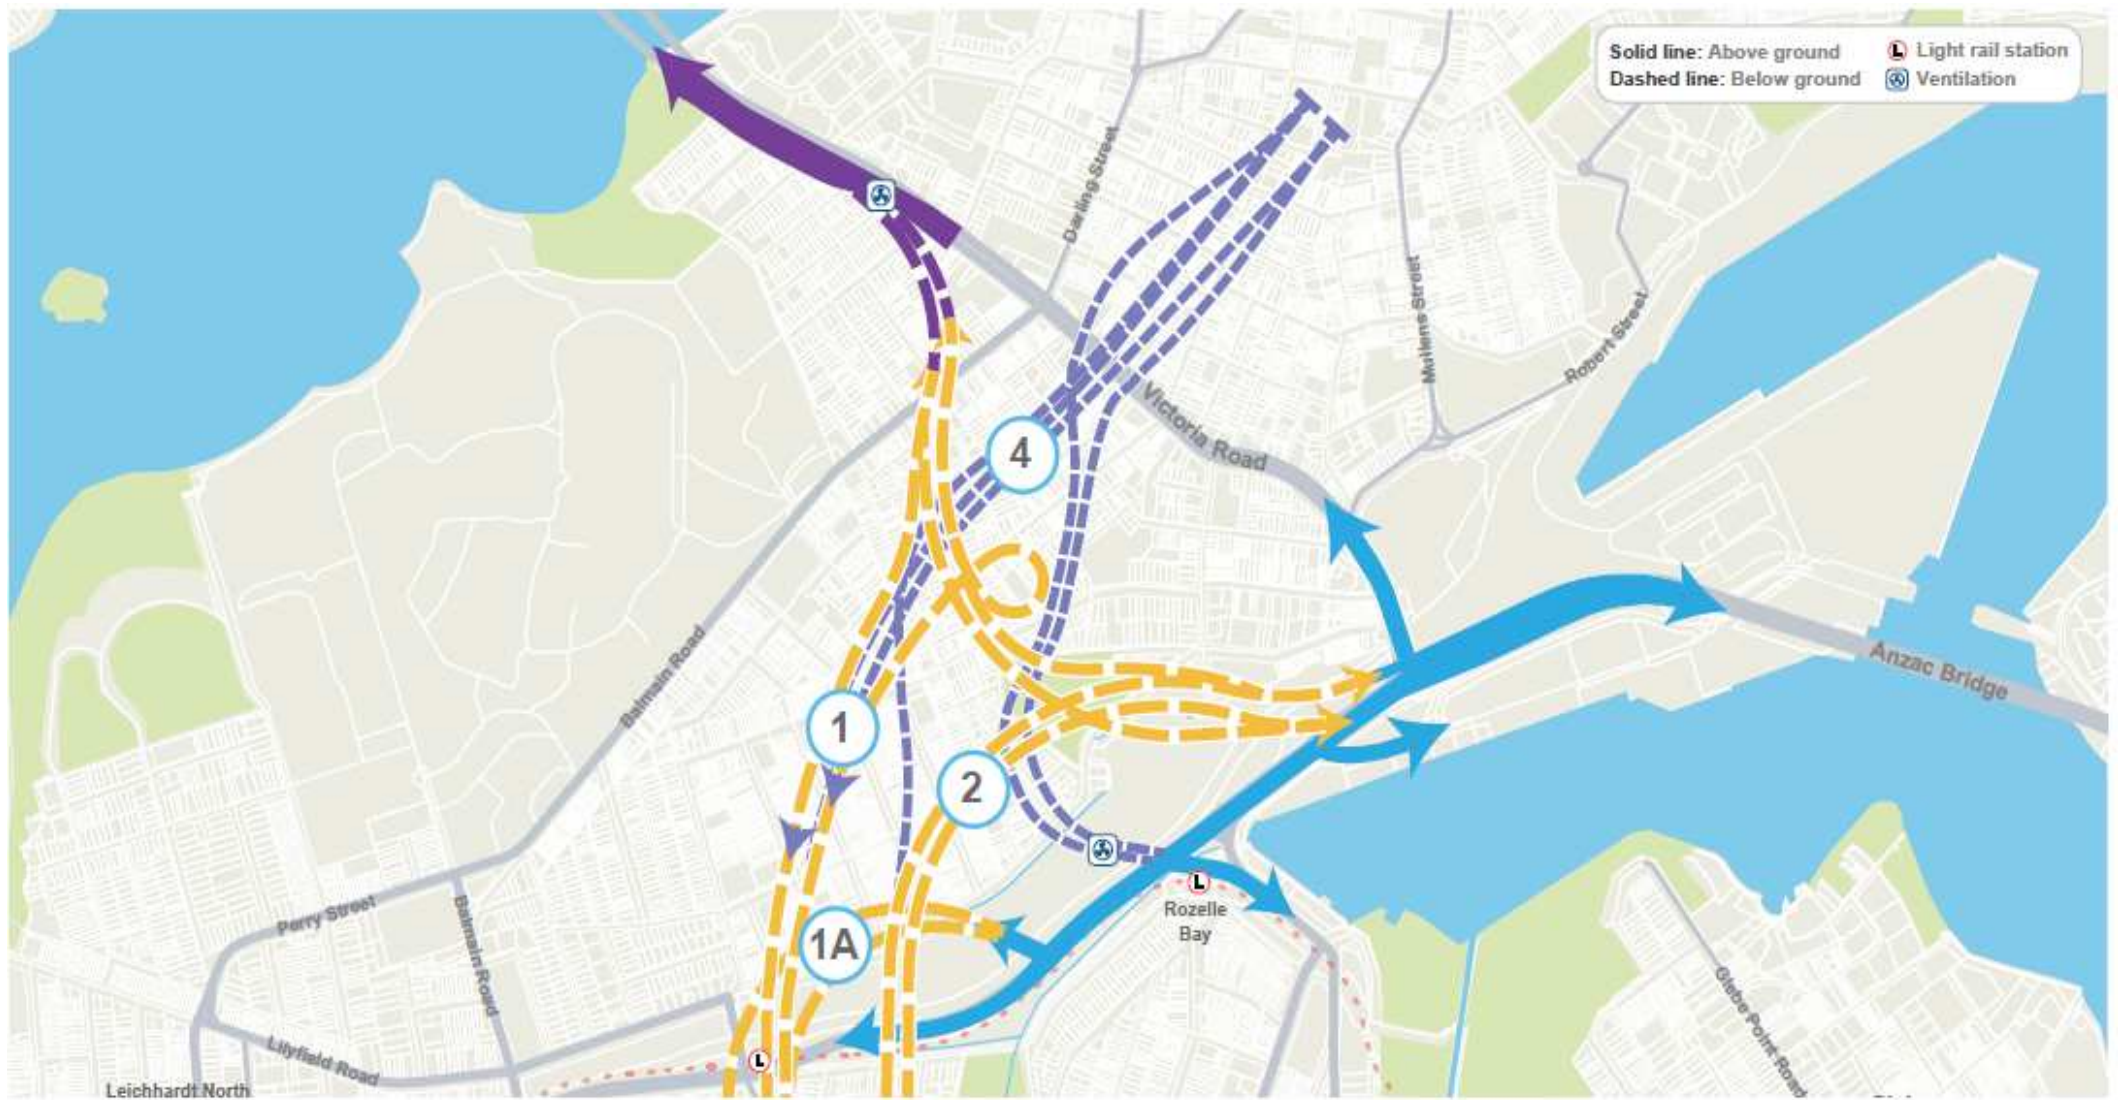 Solid line: Above ground
Light rail station
Dashed line: Below ground
Ventilation
Darling Street
Mullens Street
Robert Street
Victoria Road
4
Balmain Road
Anzac Bridge
1
2
L
Rozelle
Bay
Perry Street
Balmain Road
1A
Glebe Point Road
Lilyfield Road
L
Leichhardt North